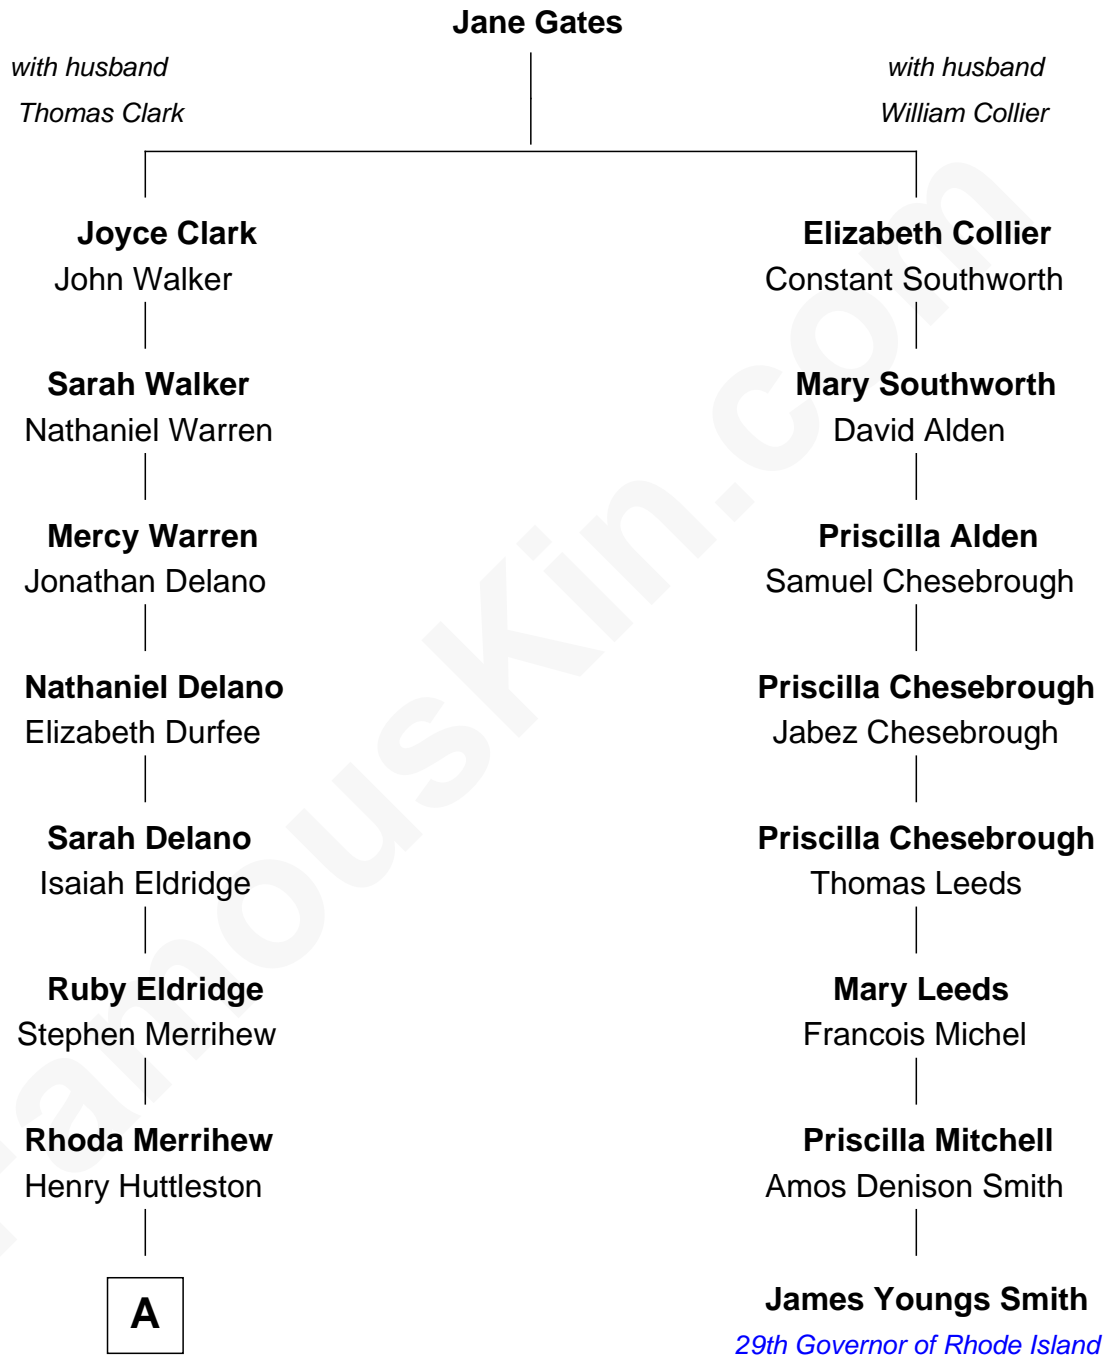 Jane Gates
with husband
Thomas Clark
with husband
William Collier
Joyce Clark
John Walker
Elizabeth Collier
Constant Southworth
Sarah Walker
Nathaniel Warren
Mary Southworth
David Alden
Mercy Warren
Jonathan Delano
Priscilla Alden
Samuel Chesebrough
Nathaniel Delano
Elizabeth Durfee
Priscilla Chesebrough
Jabez Chesebrough
Sarah Delano
Isaiah Eldridge
Priscilla Chesebrough
Thomas Leeds
Ruby Eldridge
Stephen Merrihew
Mary Leeds
Francois Michel
Rhoda Merrihew
Henry Huttleston
Priscilla Mitchell
Amos Denison Smith
A
James Youngs Smith
29th Governor of Rhode Island
FamousKin.com